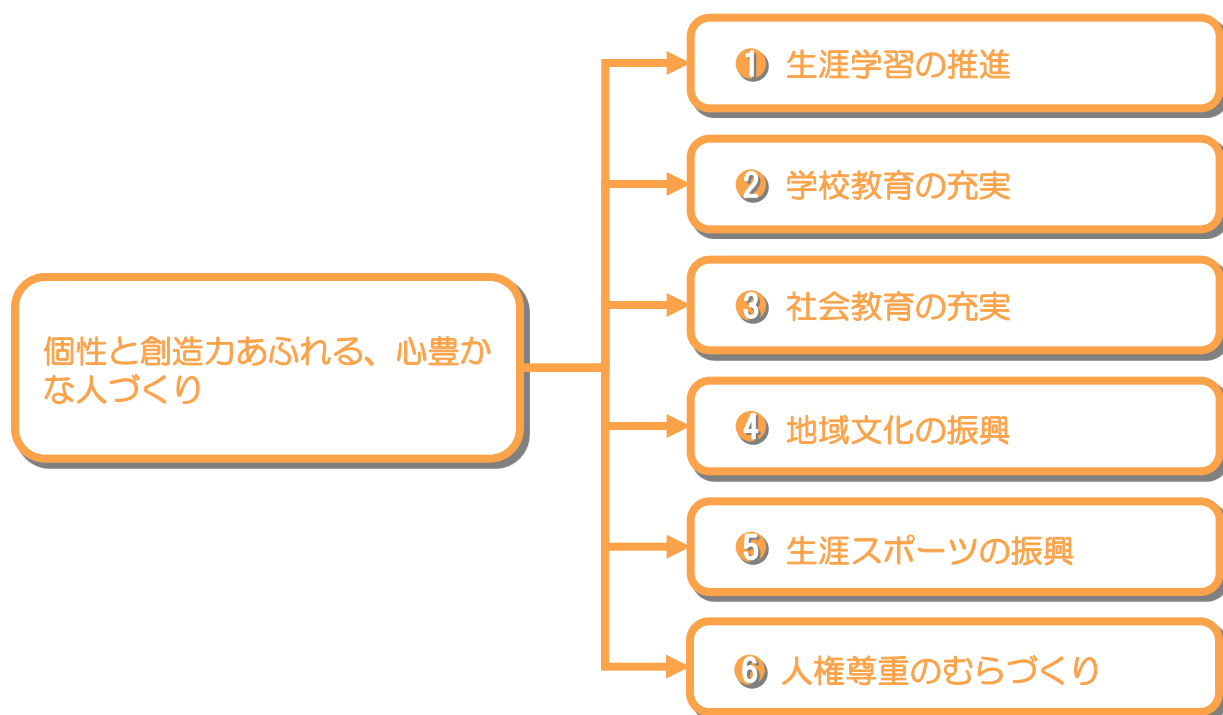 個性と創造力あふれる、心豊か
な人づくり
❶ 生涯学習の推進
❷ 学校教育の充実
❸ 社会教育の充実
❹ 地域文化の振興
❺ 生涯スポーツの振興
❻ 人権尊重のむらづくり